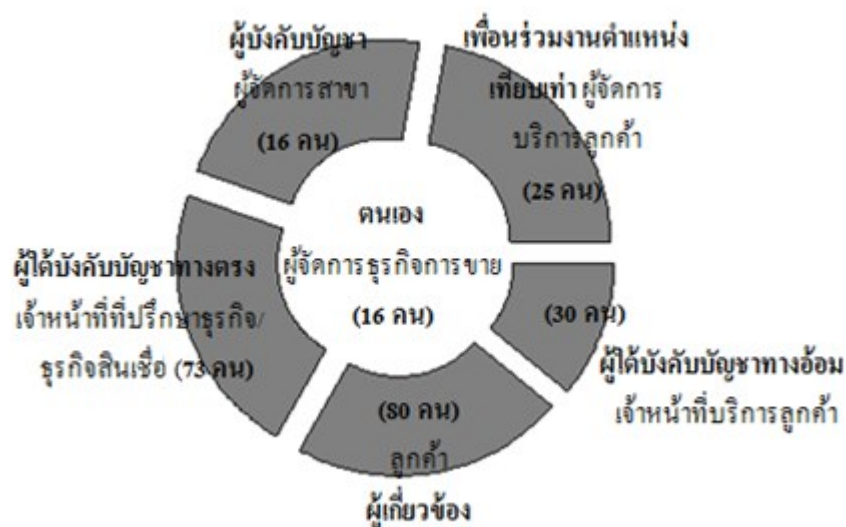 ผู้บังคับบัญชา
ผู้จัดการสาขา
(16 คน)
เพื่อนร่วมงานตำแหน่ง
เทียบเท่า ผู้จัดการ
บริการลูกค้า
(25 คน)
ตนเอง
ผู้จัดการธุรกิจการขาย
(16 คน)
ผู้ใต้บังคับบัญชาทางตรง
เจ้าหน้าที่ที่ปรึกษาธุรกิจ/
ธุรกิจสินเชื่อ (73 คน)
(30 คน)
ผู้ใต้บังคับบัญชาทางอ้อม
เจ้าหน้าที่บริการลูกค้า
(80 คน)
ลูกค้า
ผู้เกี่ยวข้อง